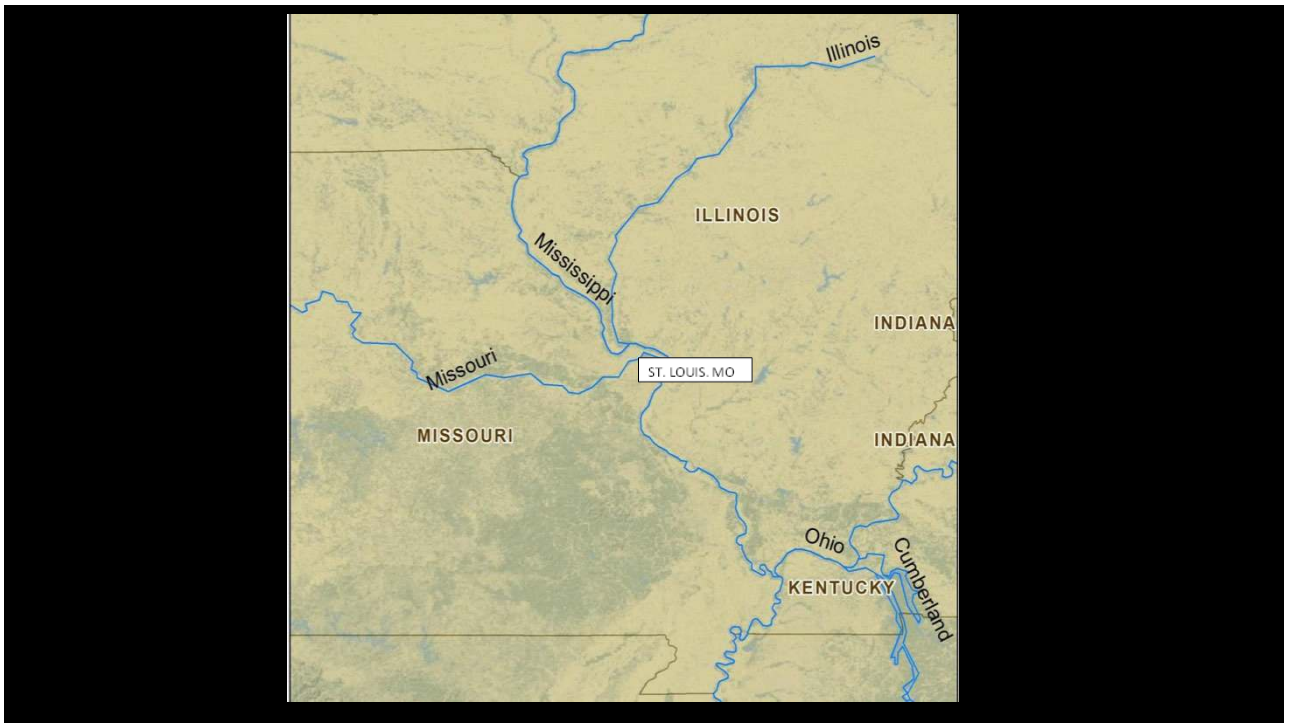 Illinois
ILLINOIS
Mississippi
INDIANA
Missouri
ST. LOUIS. MO
MISSOURI
INDIANA
Ohio
Cumberland
KENTUCKY